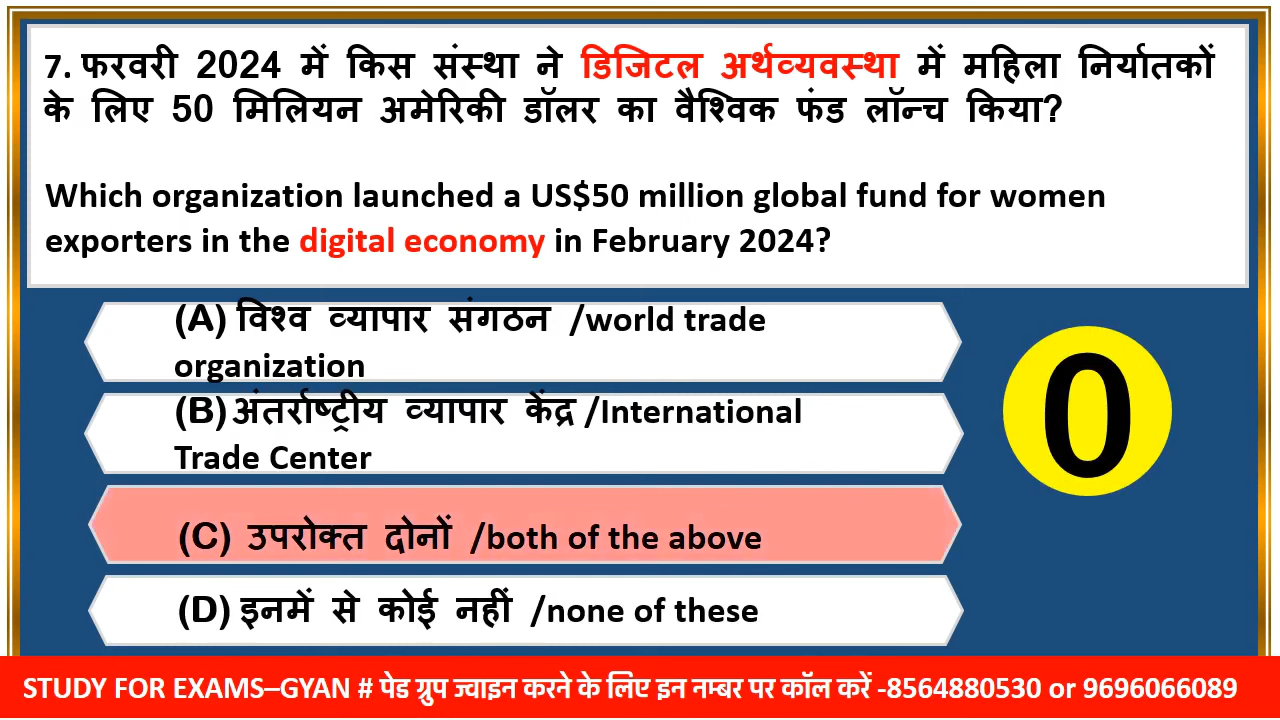 7. फरवरी 2024 में किस संस्था ने डिजिटल अर्थव्यवस्था में महिला निर्यातकों
के लिए 50 मिलियन अमेरिकी डॉलर का वैश्विक फंड लॉन्च किया?
Which organization launched a US$50 million global fund for women
exporters in the digital economy in February 2024?
(A) विश्व व्यापार संगठन /world trade
organization
(B) अंतर्राष्ट्रीय व्यापार केंद्र /International
Trade Center
(C) उपरोक्त दोनों /both of the above
(D) इनमें से कोई नहीं /none of these
0
STUDY FOR EXAMS–GYAN # पेड ग्रुप ज्वाइन करने के लिए इन नम्बर पर कॉल करें -8564880530 or 9696066089